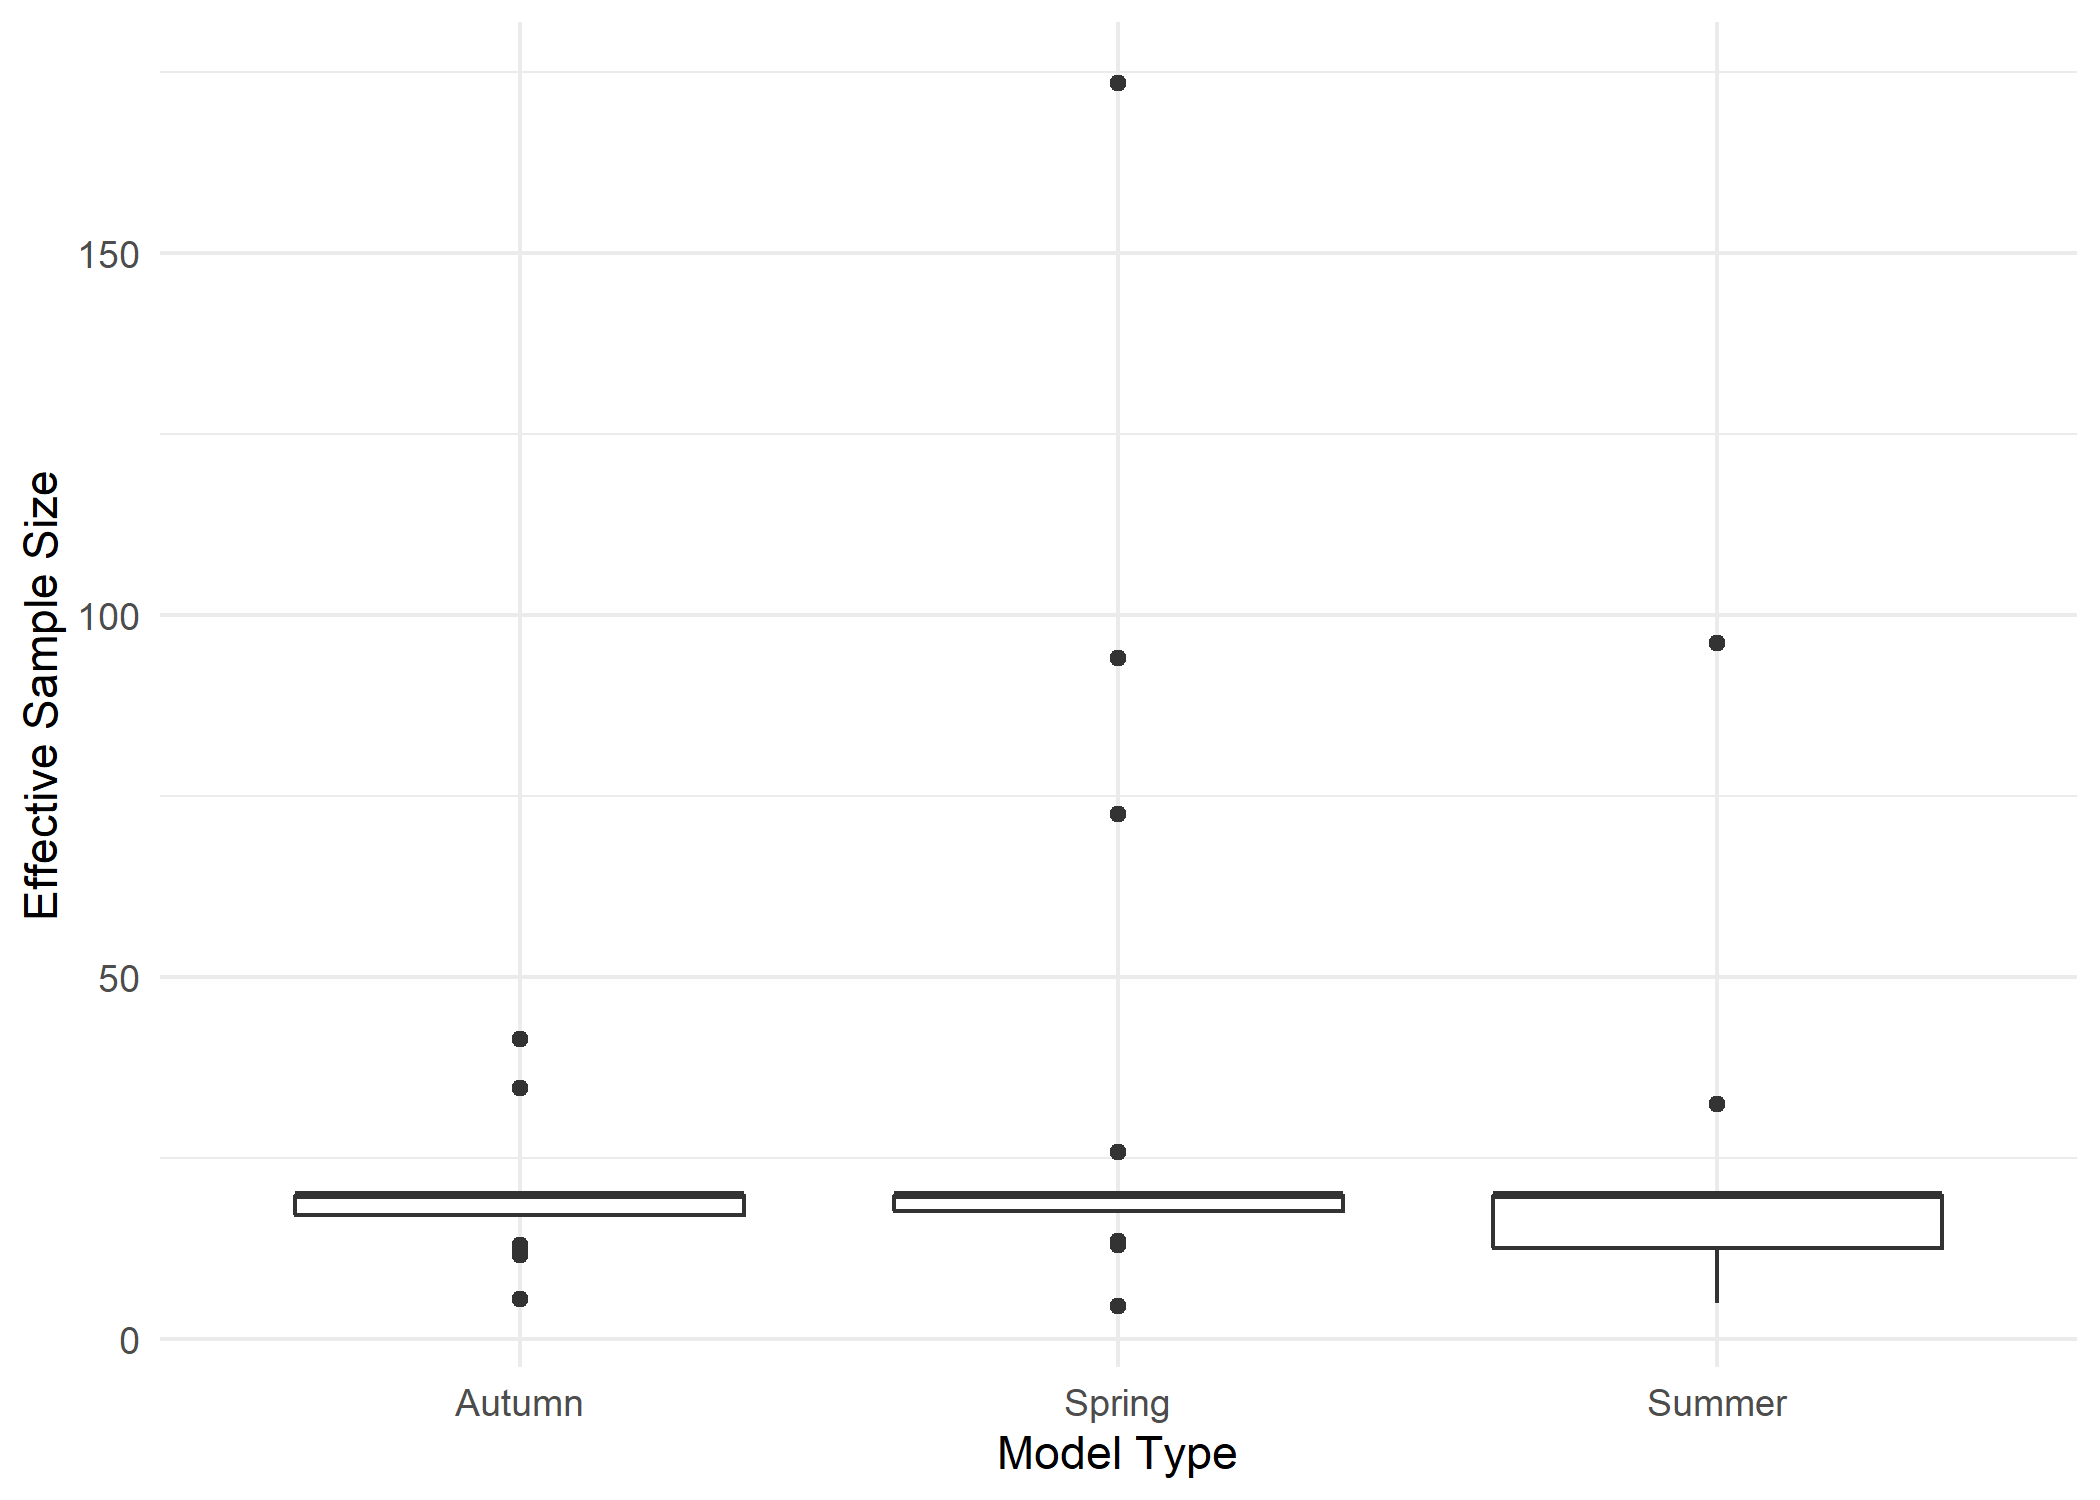 Effective Sample Size
150
100
50
0
Autumn
Spring
Summer
Model Type